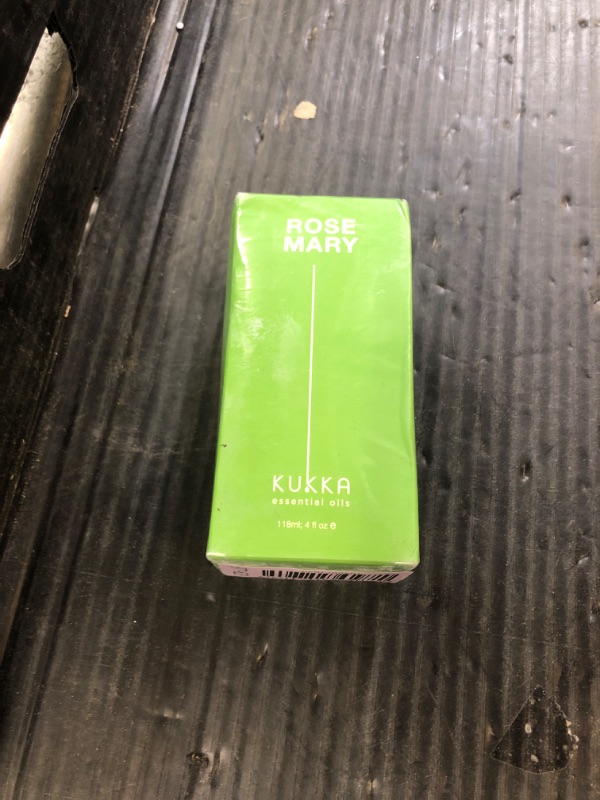 ROSE
MARY
KUKKA
essential oils
118ml; 4 fl oz ℮